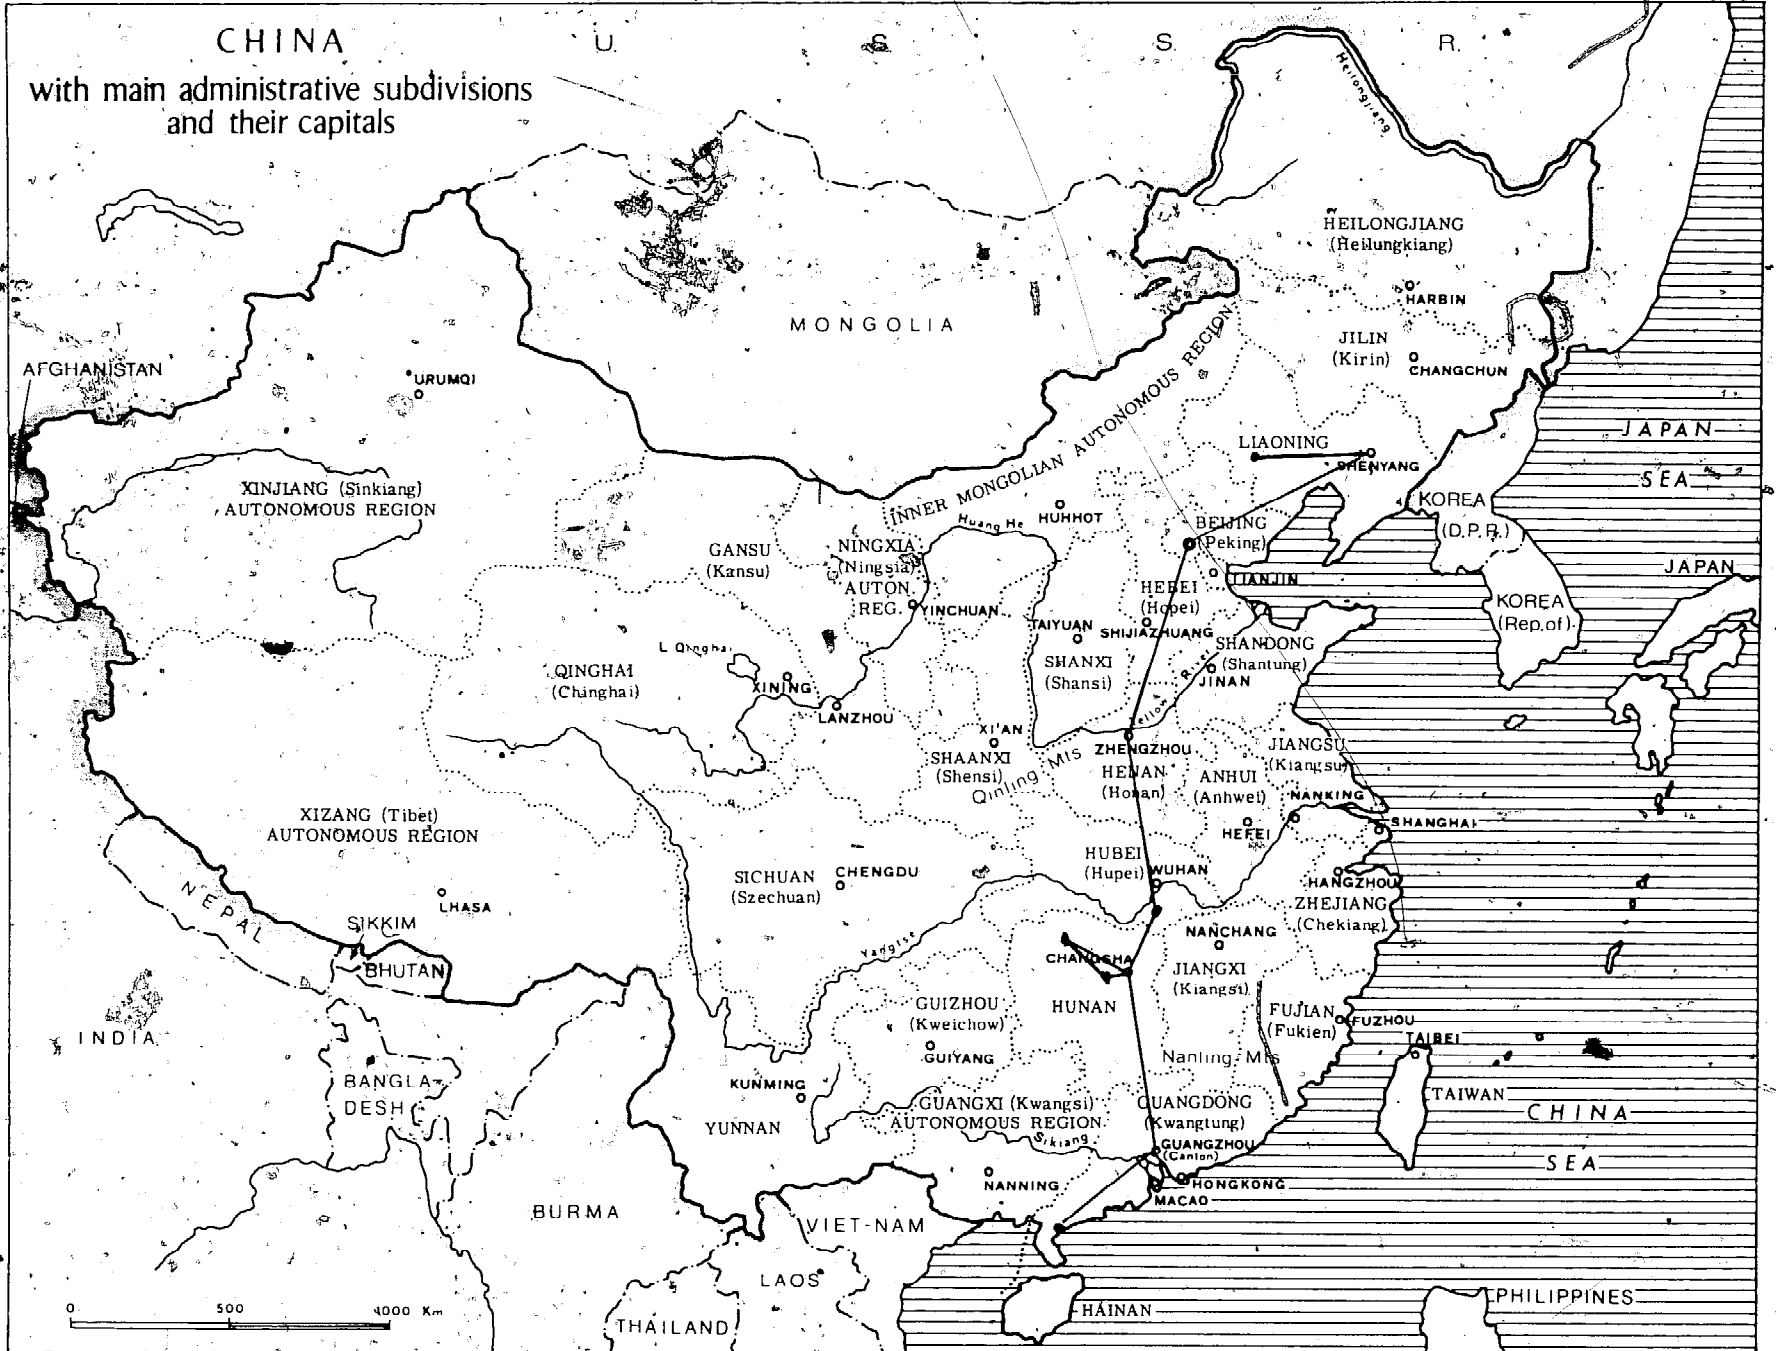 CHINA
with main administrative subdivisions
and their capitals
U. S. S. R.
Heilongjiang
HEILONGJIANG
(Heilungkiang)
HARBIN
MONGOLIA
JILIN
(Kirin)
CHANGCHUN
AFGHANISTAN
URUMQI
INNER MONGOLIAN AUTONOMOUS REGION
LIAONING
SHENYANG
JAPAN
SEA
XINJIANG (Sinkiang)
AUTONOMOUS REGION
KOREA
(D.P.R.)
HUHHOT
Huang He
BEIJING
(Peking)
GANSU
(Kansu)
NINGXIA
(Ningsia)
AUTON.
REG.
YINCHUAN
TIANJIN
JAPAN
HEBEI
(Hopei)
KOREA
(Rep.of)
TAIYUAN
SHIJIAZHUANG
SHANDONG
(Shantung)
JINAN
L Qinghai
QINGHAI
(Chinghai)
XINING
LANZHOU
SHANXI
(Shansi)
Yellow River
XI'AN
SHAANXI
(Shensi)
Qinling Mts
ZHENGZHOU
HENAN
(Honan)
JIANGSU
(Kiangsu)
ANHUI
(Anhwei)
NANKING
HEFEI
SHANGHAI
XIZANG (Tibet)
AUTONOMOUS REGION
SICHUAN
(Szechuan)
CHENGDU
HUBEI
(Hupei)
WUHAN
HANGZHOU
ZHEJIANG
(Chekiang)
NEPAL
LHASA
SIKKIM
BHUTAN
Yangtse
CHANGSHA
NANCHANG
JIANGXI
(Kiangsi)
HUNAN
GUIZHOU
(Kweichow)
GUIYANG
FUJIAN
(Fukien)
FUZHOU
TAIBEI
INDIA
Nanling Mts
BANGLA
DESH
KUNMING
YUNNAN
GUANGXI (Kwangsi)
AUTONOMOUS REGION
GUANGDONG
(Kwangtung)
TAIWAN
CHINA
SEA
Sikiang
GUANGZHOU
(Canton)
HONGKONG
MACAO
NANNING
BURMA
VIET-NAM
LAOS
THAILAND
HAINAN
PHILIPPINES
0 500 1000 Km